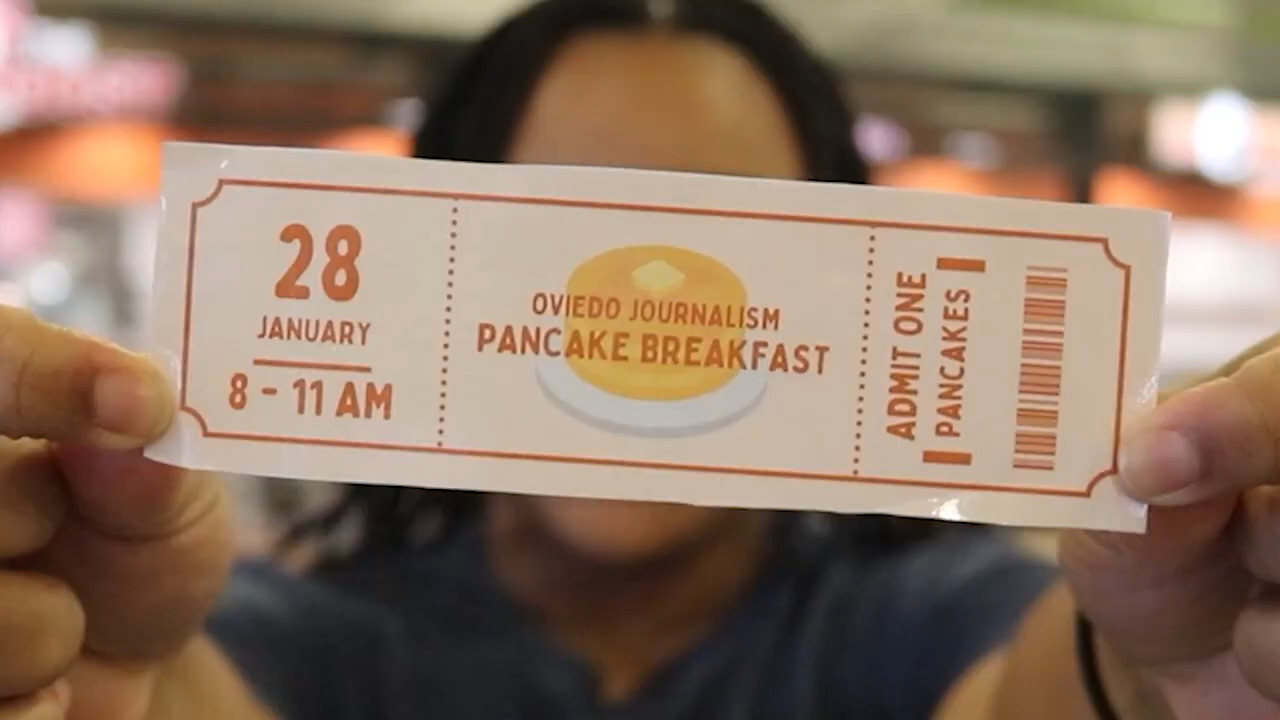 28
JANUARY
8 - 11 AM
OVIEDO JOURNALISM
PANCAKE BREAKFAST
ADMIT ONE
PANCAKES